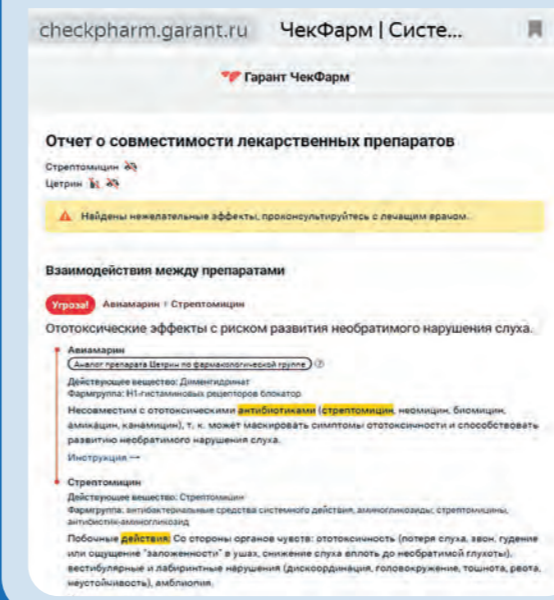 checkpharm.garant.ru ЧекФарм | Систе...
Гарант ЧекФарм
Отчет о совместимости лекарственных препаратов
Стрептомицин
Цетрин
Найдены нежелательные эффекты, проконсультируйтесь с лечащим врачом.
Взаимодействия между препаратами
Угроза! Авиамарин + Стрептомицин
Ототоксические эффекты с риском развития необратимого нарушения слуха.
Авиамарин
Аналог препарата Цетрин по фармакологической группе ?
Действующее вещество: Дименгидринат
Фармгруппа: H1-гистаминовых рецепторов блокатор
Несовместим с ототоксическими антибиотиками (стрептомицин, неомицин, биомицин,
амикацин, канамицин), т. к. может маскировать симптомы ототоксичности и способствовать
развитию необратимого нарушения слуха.
Инструкция →
Стрептомицин
Действующее вещество: Стрептомицин
Фармгруппа: антибактериальные средства системного действия, аминогликозиды, стрептомицины,
антибиотик-аминогликозид
Побочные действия: Со стороны органов чувств: ототоксичность (потеря слуха, звон, гудение
или ощущение "заложенности" в ушах, снижение слуха вплоть до необратимой глухоты),
вестибулярные и лабиринтные нарушения (дискоординация, головокружение, тошнота, рвота,
неустойчивость), амблиопия.